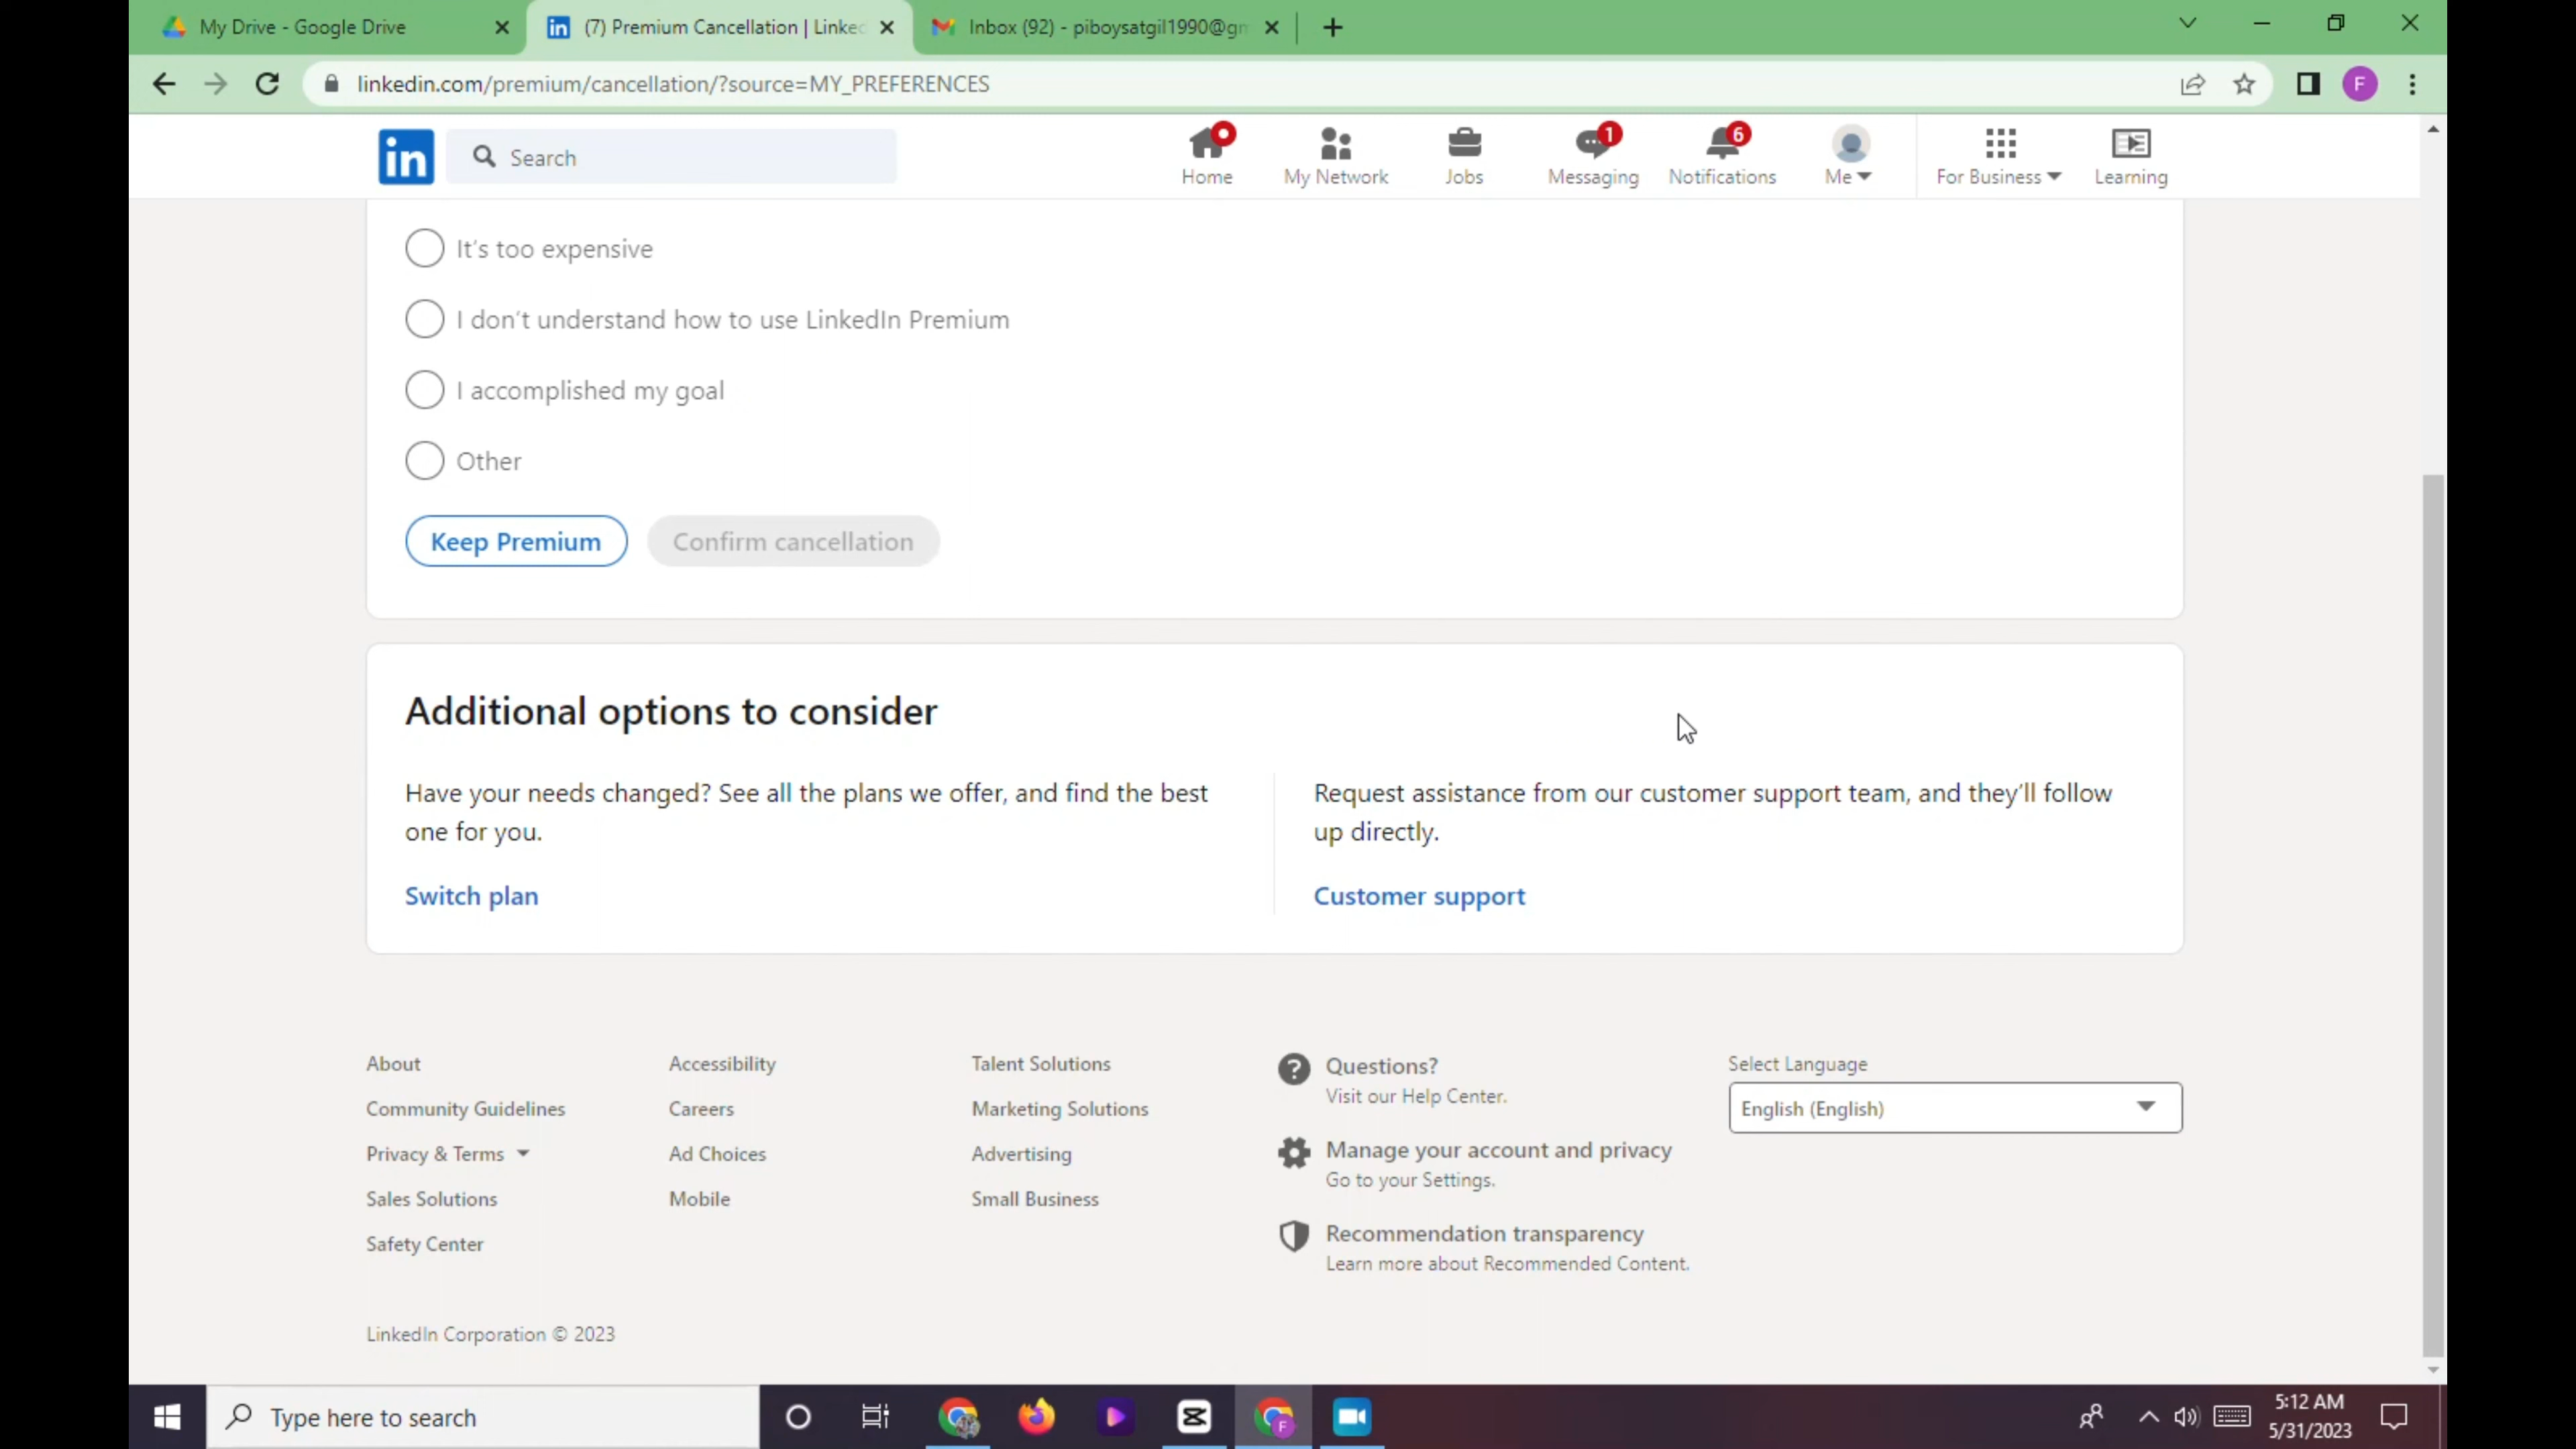 My Drive - Google Drive
(7) Premium Cancellation | Linke
Inbox (92) - piboysatgil1990@gm
linkedin.com/premium/cancellation/?source=MY_PREFERENCES
F
in
Search
Home
My Network
Jobs
1
Messaging
6
Notifications
Me
For Business
Learning
It's too expensive
I don't understand how to use LinkedIn Premium
I accomplished my goal
Other
Keep Premium
Confirm cancellation
Additional options to consider
Have your needs changed? See all the plans we offer, and find the best
one for you.
Switch plan
Request assistance from our customer support team, and they'll follow
up directly.
Customer support
About
Community Guidelines
Privacy & Terms
Sales Solutions
Safety Center
Accessibility
Careers
Ad Choices
Mobile
Talent Solutions
Marketing Solutions
Advertising
Small Business
Questions?
Visit our Help Center.
Manage your account and privacy
Go to your Settings.
Recommendation transparency
Learn more about Recommended Content.
Select Language
English (English)
LinkedIn Corporation © 2023
Type here to search
F
5:12 AM
5/31/2023